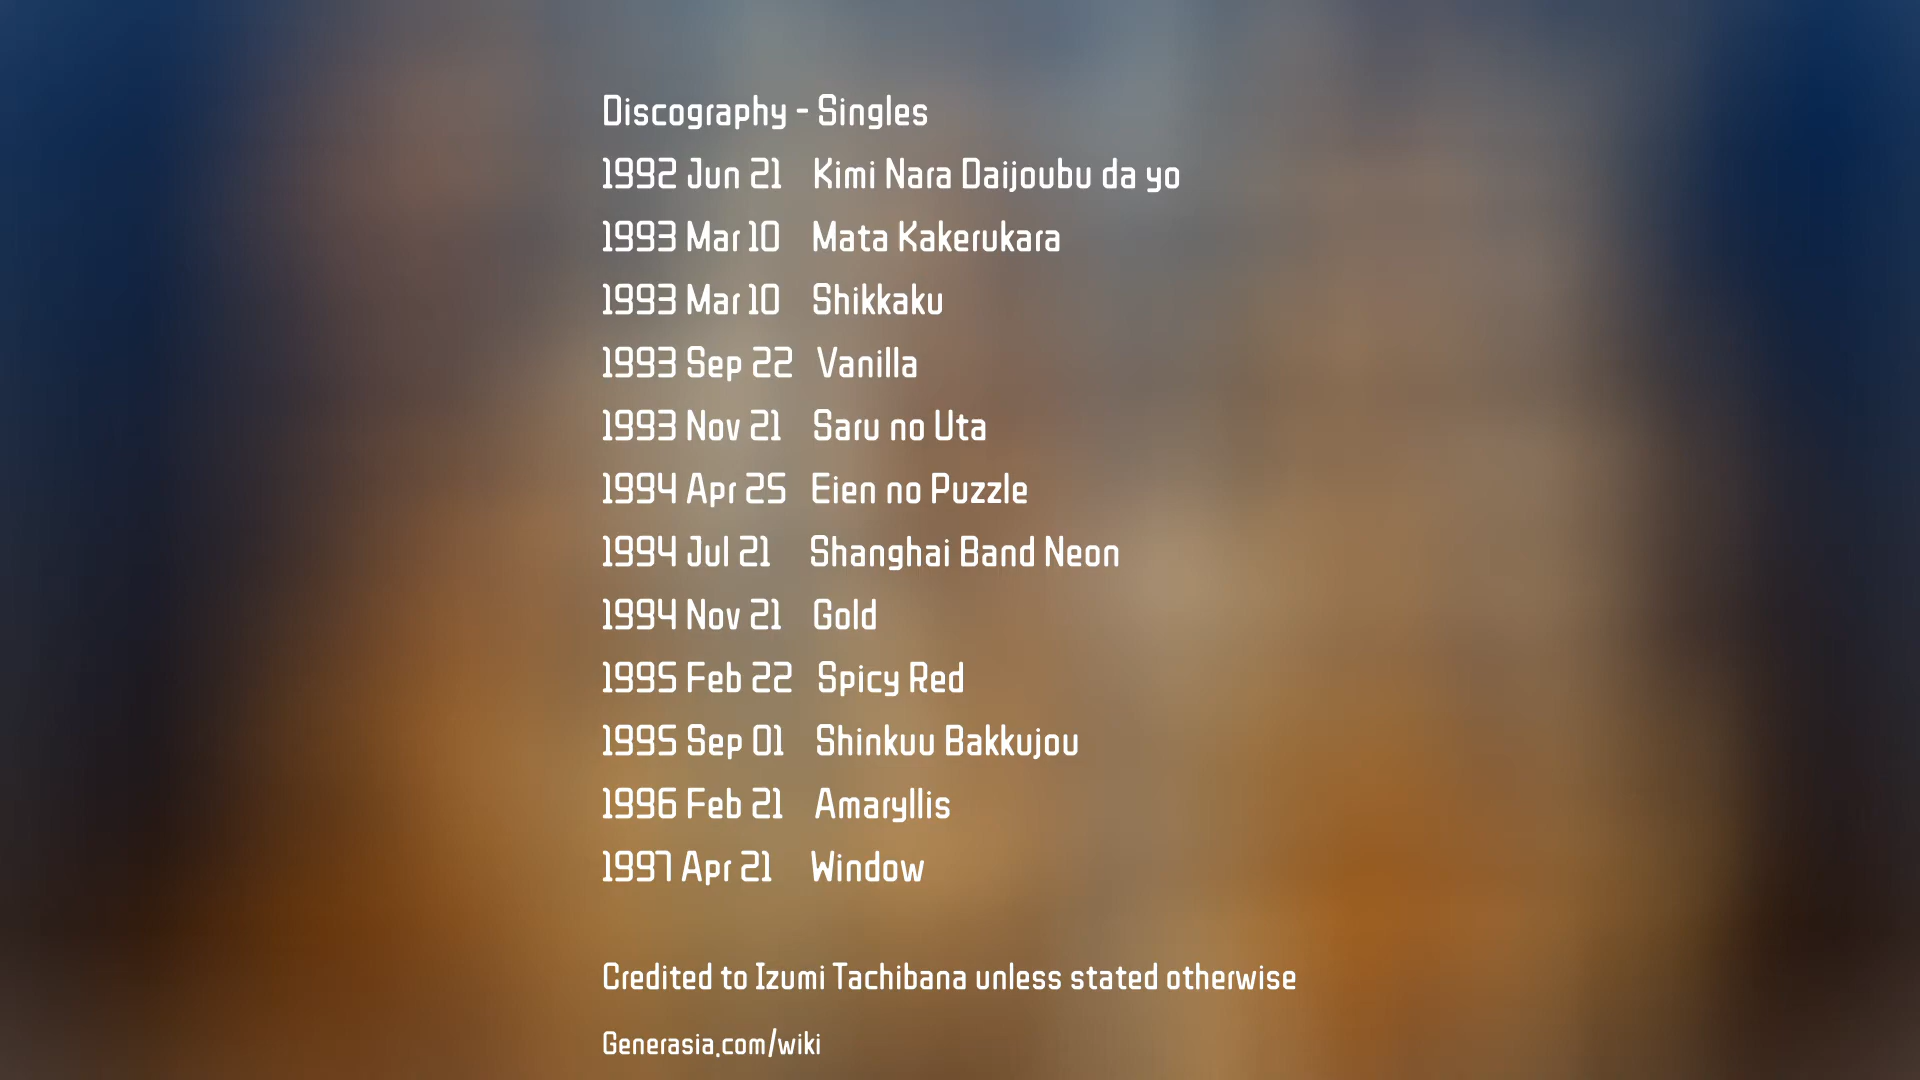 Discography - Singles
1992 Jun 21 Kimi Nara Daijoubu da yo
1993 Mar 10 Mata Kakerukara
1993 Mar 10 Shikkaku
1993 Sep 22 Vanilla
1993 Nov 21 Saru no Uta
1994 Apr 25 Eien no Puzzle
1994 Jul 21 Shanghai Band Neon
1994 Nov 21 Gold
1995 Feb 22 Spicy Red
1995 Sep 01 Shinkuu Bakkujou
1996 Feb 21 Amaryllis
1997 Apr 21 Window
Credited to Izumi Tachibana unless stated otherwise
Generasia.com/wiki